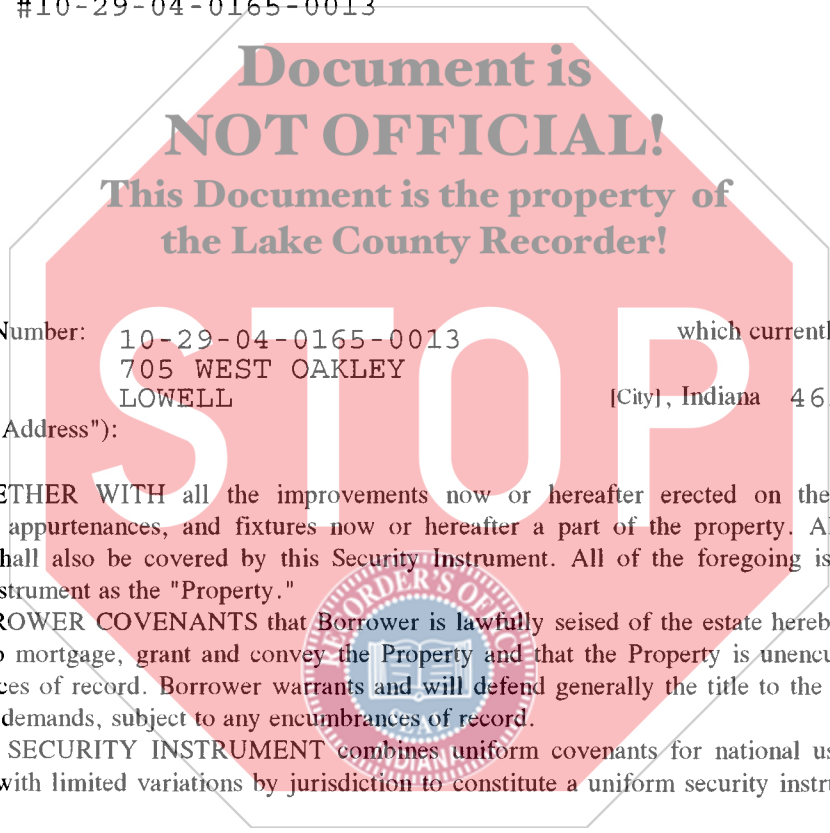 #10-29-04-0165-0013
Document is
NOT OFFICIAL!
This Document is the property of
the Lake County Recorder!
STOP
Number: 10-29-04-0165-0013 which currentl
705 WEST OAKLEY
LOWELL [City], Indiana 46
Address"):
ETHER WITH all the improvements now or hereafter erected on the
appurtenances, and fixtures now or hereafter a part of the property. Al
hall also be covered by this Security Instrument. All of the foregoing is
strument as the "Property."
ROWER COVENANTS that Borrower is lawfully seised of the estate hereb
o mortgage, grant and convey the Property and that the Property is unencu
ces of record. Borrower warrants and will defend generally the title to the
demands, subject to any encumbrances of record.
SECURITY INSTRUMENT combines uniform covenants for national us
with limited variations by jurisdiction to constitute a uniform security instru
RECORDER'S OFFICE
SEAL
INDIANA